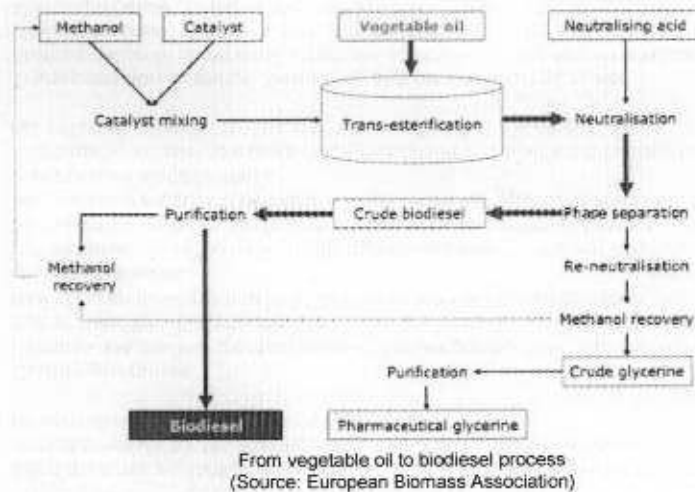 Methanol
Catalyst
Vegetable oil
Neutralising acid
Catalyst mixing
Trans-esterification
Neutralisation
Purification
Crude biodiesel
Phase separation
Methanol
recovery
Re-neutralisation
Methanol recovery
Purification
Crude glycerine
Biodiesel
Pharmaceutical glycerine
From vegetable oil to biodiesel process
(Source: European Biomass Association)